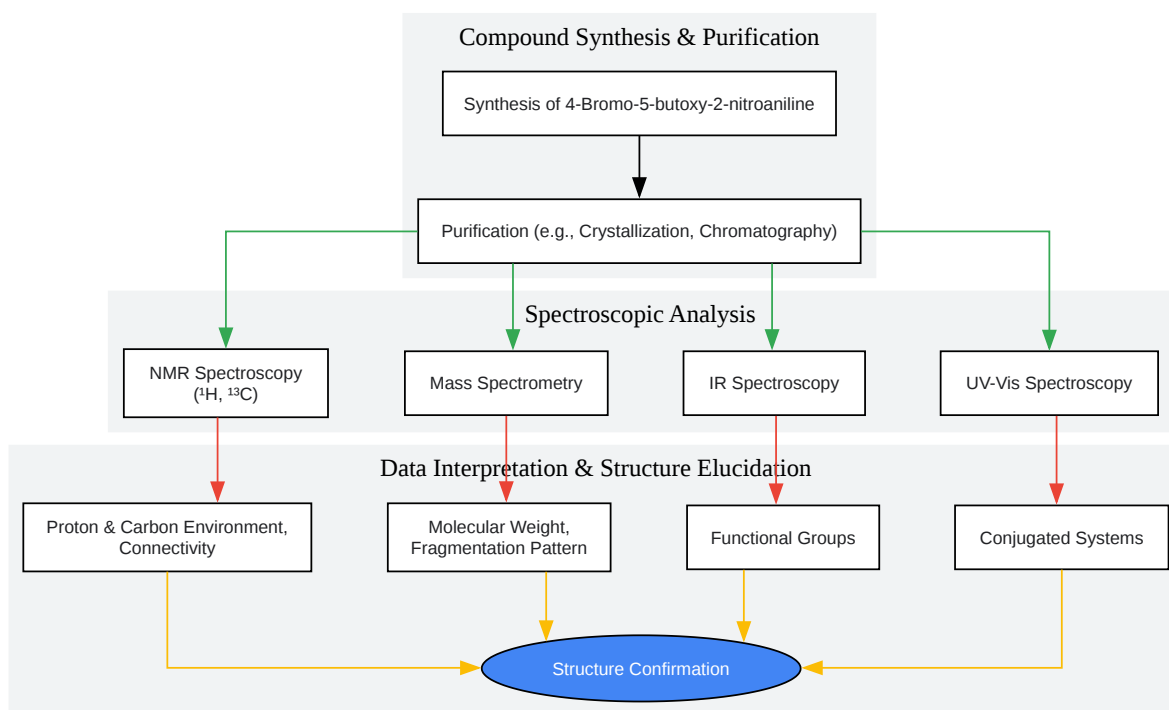 Compound Synthesis & Purification
Synthesis of 4-Bromo-5-butoxy-2-nitroaniline
Purification (e.g., Crystallization, Chromatography)
Spectroscopic Analysis
NMR Spectroscopy
(¹H, ¹³C)
Mass Spectrometry
IR Spectroscopy
UV-Vis Spectroscopy
Data Interpretation & Structure Elucidation
Proton & Carbon Environment,
Connectivity
Molecular Weight,
Fragmentation Pattern
Functional Groups
Conjugated Systems
Structure Confirmation